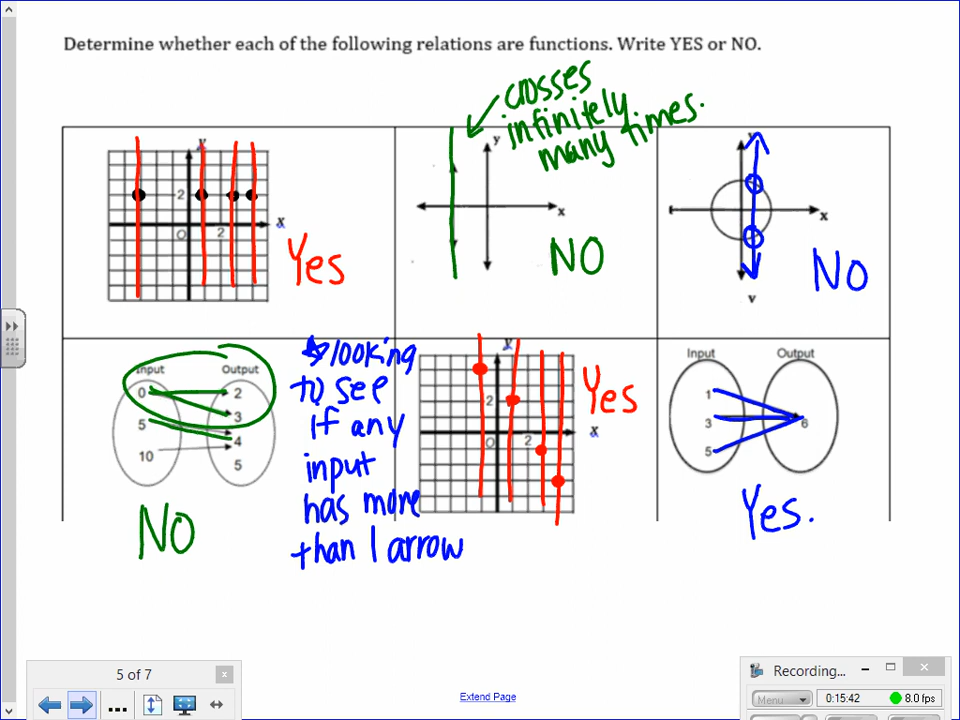 Determine whether each of the following relations are functions. Write YES or NO.
crosses
infinitely
many times.
y
2
O
2
x
Yes
y
x
NO
x
y
No
Input
Output
0
2
3
5
4
10
5
NO
looking
to see
if any
input
has more
than 1 arrow
y
2
O
2
x
Yes
Input
Output
1
3
6
5
Yes.
5 of 7
x
...
Extend Page
Recording...
Menu
0:15:42
8.0 fps